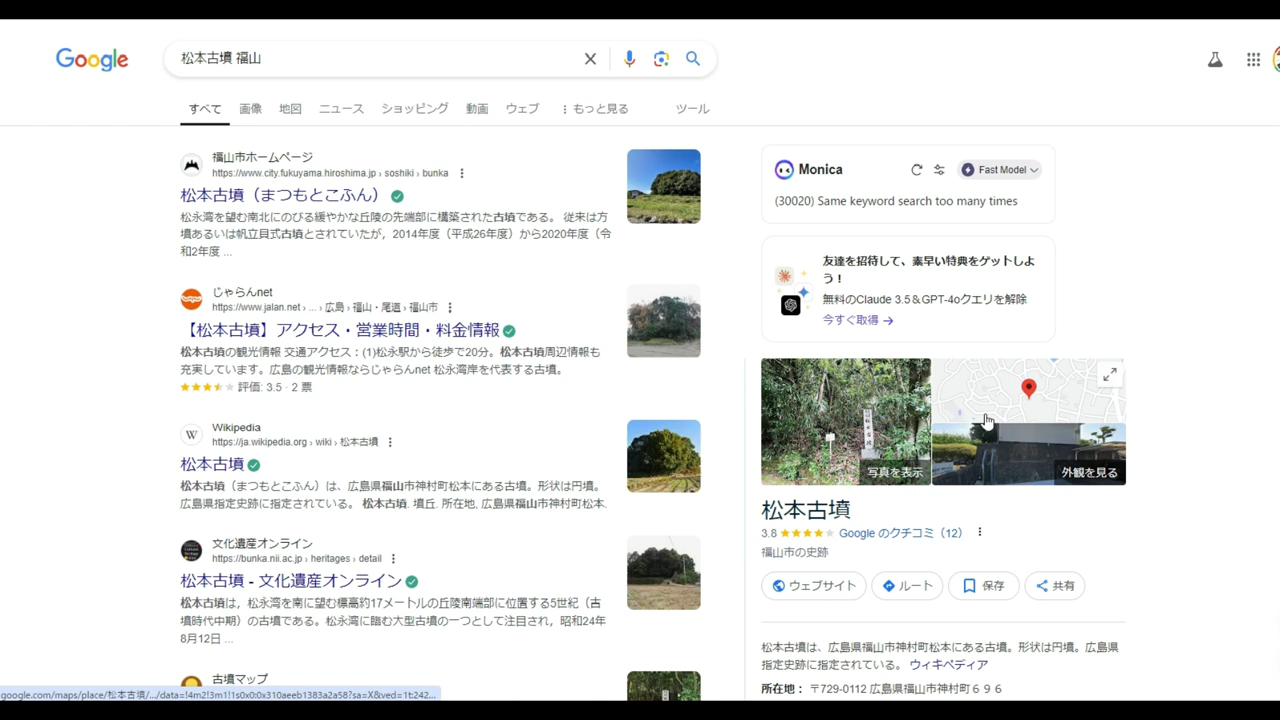 Google
松本古墳 福山
すべて 画像 地図 ニュース ショッピング 動画 ウェブ もっと見る ツール
福山市ホームページ
https://www.city.fukuyama.hiroshima.jp › soshiki › bunka
松本古墳（まつもとこふん）
松永湾を望む南北にのびる緩やかな丘陵の先端部に構築された古墳である。 従来は方
墳あるいは帆立貝式古墳とされていたが，2014年度（平成26年度）から2020年度（令
和2年度 ...
じゃらんnet
https://www.jalan.net › ... › 広島 › 福山・尾道 › 福山市
【松本古墳】アクセス・営業時間・料金情報
松本古墳の観光情報 交通アクセス：(1)松永駅から徒歩で20分。松本古墳周辺情報も
充実しています。広島の観光情報ならじゃらんnet 松永湾岸を代表する古墳。
評価: 3.5 · 2 票
Wikipedia
https://ja.wikipedia.org › wiki › 松本古墳
松本古墳
松本古墳（まつもとこふん）は、広島県福山市神村町松本にある古墳。形状は円墳。
広島県指定史跡に指定されている。 松本古墳. 墳丘. 所在地, 広島県福山市神村町松本.
文化遺産オンライン
https://bunka.nii.ac.jp › heritages › detail
松本古墳 - 文化遺産オンライン
松本古墳は，松永湾を南に望む標高約17メートルの丘陵南端部に位置する5世紀（古
墳時代中期）の古墳である。松永湾に臨む大型古墳の一つとして注目され，昭和24年
8月12日 ...
古墳マップ
google.com/maps/place/松本古墳/.../data=!4m2!3m1!1s0x0:0x310aeeb1383a2a58?sa=X&ved=1t:242...
Monica
Fast Model
(30020) Same keyword search too many times
友達を招待して、素早い特典をゲットしよ
う！
無料のClaude 3.5＆GPT-4oクエリを解除
今すぐ取得 →
写真を表示
外観を見る
松本古墳
3.8 Google のクチコミ（12）
福山市の史跡
ウェブサイト ルート 保存 共有
松本古墳は、広島県福山市神村町松本にある古墳。形状は円墳。広島県
指定史跡に指定されている。 ウィキペディア
所在地： 〒729-0112 広島県福山市神村町６９６